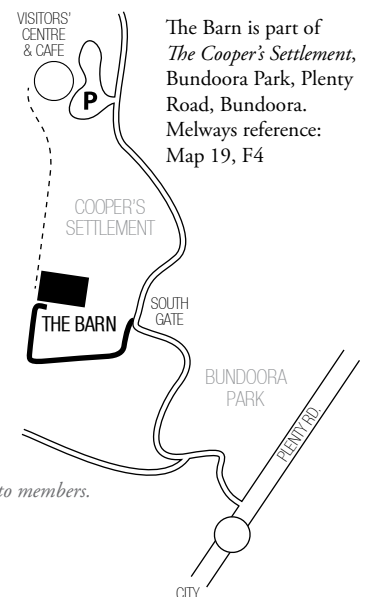 VISITORS'
CENTRE
& CAFE
The Barn is part of
The Cooper's Settlement,
Bundoora Park, Plenty
Road, Bundoora.
Melways reference:
Map 19, F4
P
COOPER'S
SETTLEMENT
THE BARN
SOUTH
GATE
BUNDOORA
PARK
PLENTY RD.
to members.
CITY